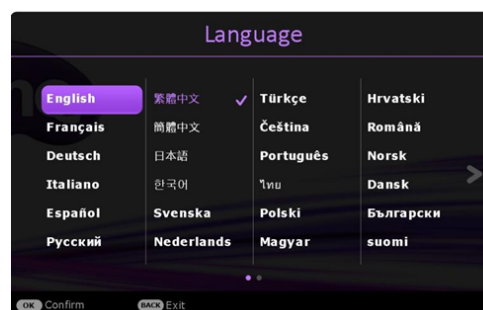 Language
English
Français
Deutsch
Italiano
Español
Русский
繁體中文
簡體中文
日本語
한국어
Svenska
Nederlands
Türkçe
Čeština
Português
ไทย
Polski
Magyar
Hrvatski
Română
Norsk
Dansk
Български
suomi
OK Confirm
BACK Exit